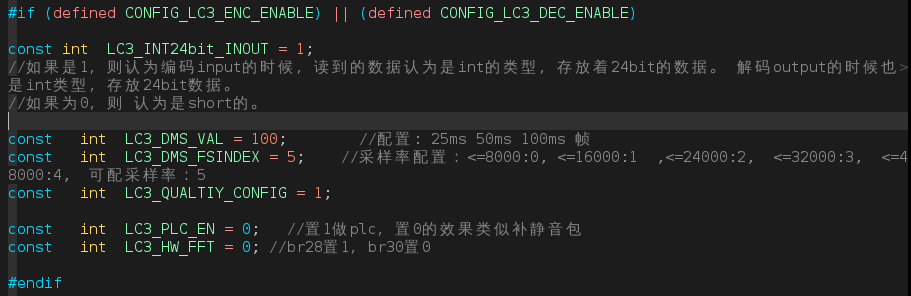 #if (defined CONFIG_LC3_ENC_ENABLE) || (defined CONFIG_LC3_DEC_ENABLE)
const int  LC3_INT24bit_INOUT = 1;
//如果是1, 则认为编码input的时候, 读到的数据认为是int的类型, 存放着24bit的数据。 解码output的时候也>
是int类型, 存放24bit数据。
//如果为0, 则 认为是short的。
const   int  LC3_DMS_VAL = 100;        //配置: 25ms 50ms 100ms 帧
const   int  LC3_DMS_FSINDEX = 5;    //采样率配置：<=8000:0, <=16000:1  ,<=24000:2,  <=32000:3,  <=4
8000:4,  可配采样率：5
const   int  LC3_QUALTIY_CONFIG = 1;
const   int  LC3_PLC_EN = 0;   //置1做plc, 置0的效果类似补静音包
const   int  LC3_HW_FFT = 0; //br28置1, br30置0
#endif